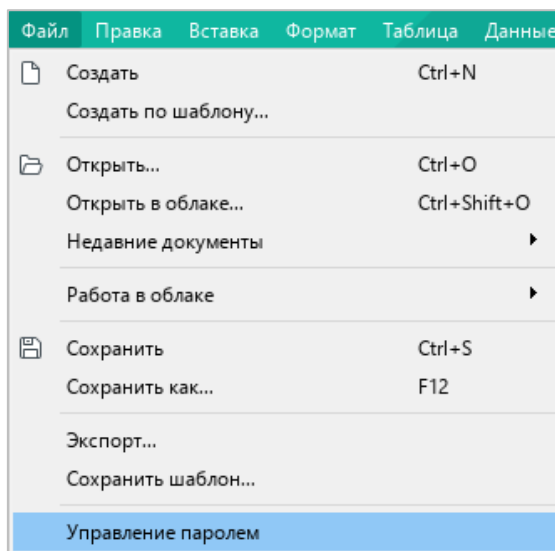 Файл Правка Вставка Формат Таблица Данные
Создать Ctrl+N
Создать по шаблону...
Открыть... Ctrl+O
Открыть в облаке... Ctrl+Shift+O
Недавние документы
Работа в облаке
Сохранить Ctrl+S
Сохранить как... F12
Экспорт...
Сохранить шаблон...
Управление паролем